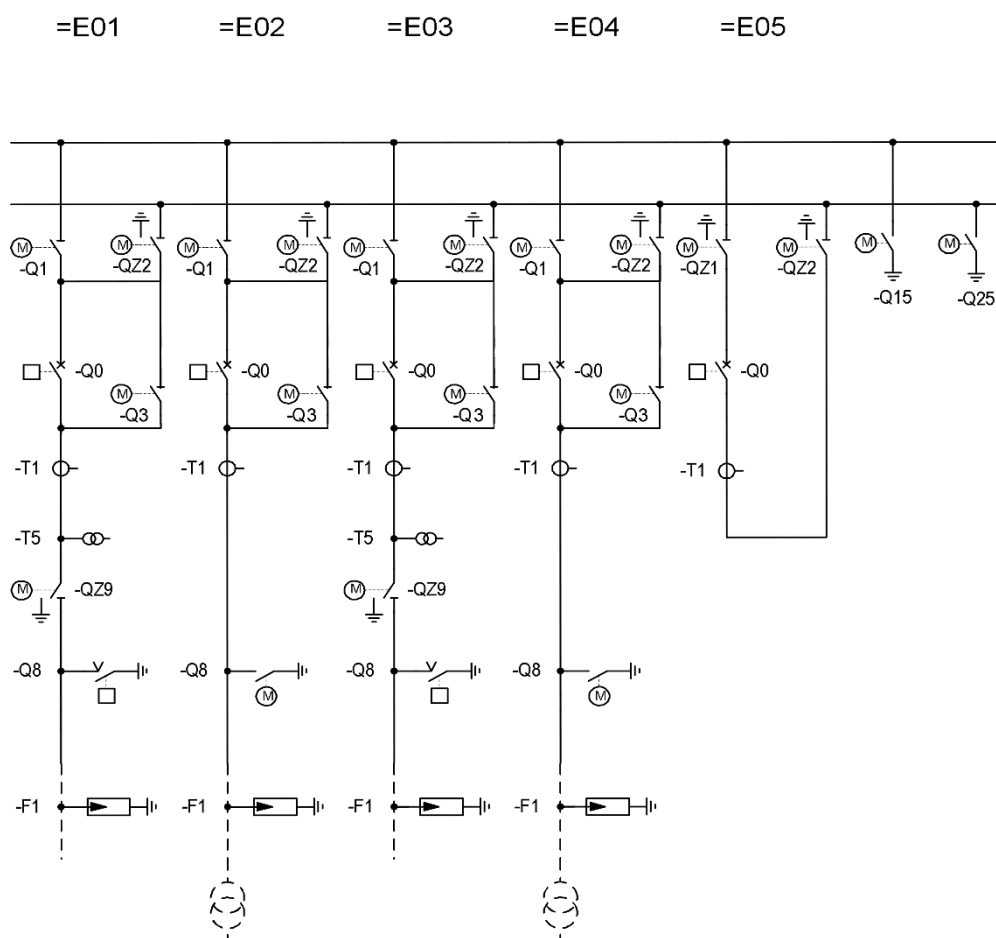 =E01 =E02 =E03 =E04 =E05
M M M M M M M M M M M M
-Q1 -QZ2 -Q1 -QZ2 -Q1 -QZ2 -Q1 -QZ2 -QZ1 -QZ2 -Q15 -Q25
-Q0 -Q0 -Q0 -Q0 -Q0
M M M M
-Q3 -Q3 -Q3 -Q3
-T1 -T1 -T1 -T1 -T1
-T5 -T5
M -QZ9 M -QZ9
-Q8 -Q8 -Q8 -Q8
M M
-F1 -F1 -F1 -F1